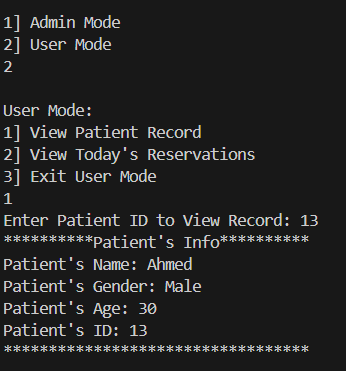 1] Admin Mode
2] User Mode
2
User Mode:
1] View Patient Record
2] View Today's Reservations
3] Exit User Mode
1
Enter Patient ID to View Record: 13
**********Patient's Info**********
Patient's Name: Ahmed
Patient's Gender: Male
Patient's Age: 30
Patient's ID: 13
**********************************